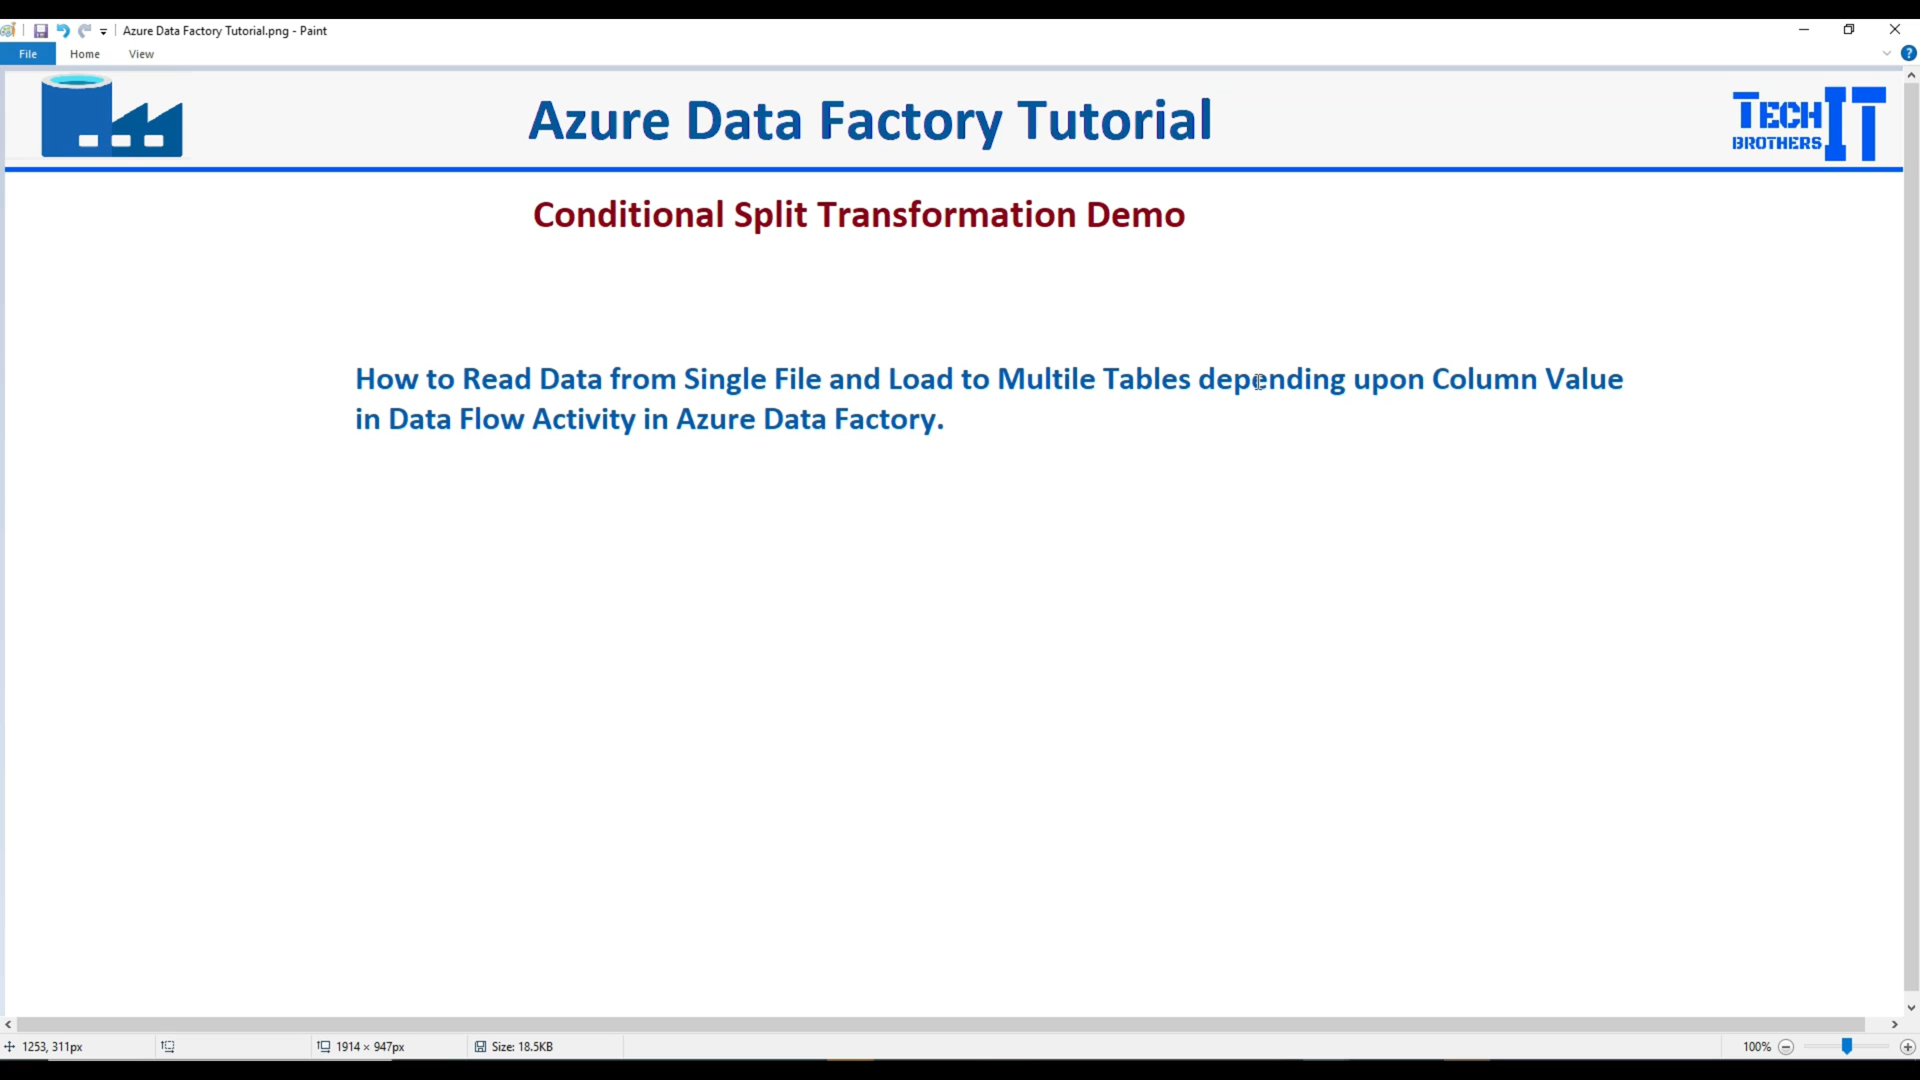 Azure Data Factory Tutorial.png - Paint
File Home View
Azure Data Factory Tutorial
TECH IT
BROTHERS
Conditional Split Transformation Demo
How to Read Data from Single File and Load to Multile Tables depending upon Column Value
in Data Flow Activity in Azure Data Factory.
1253, 311px 1914 × 947px Size: 18.5KB 100%